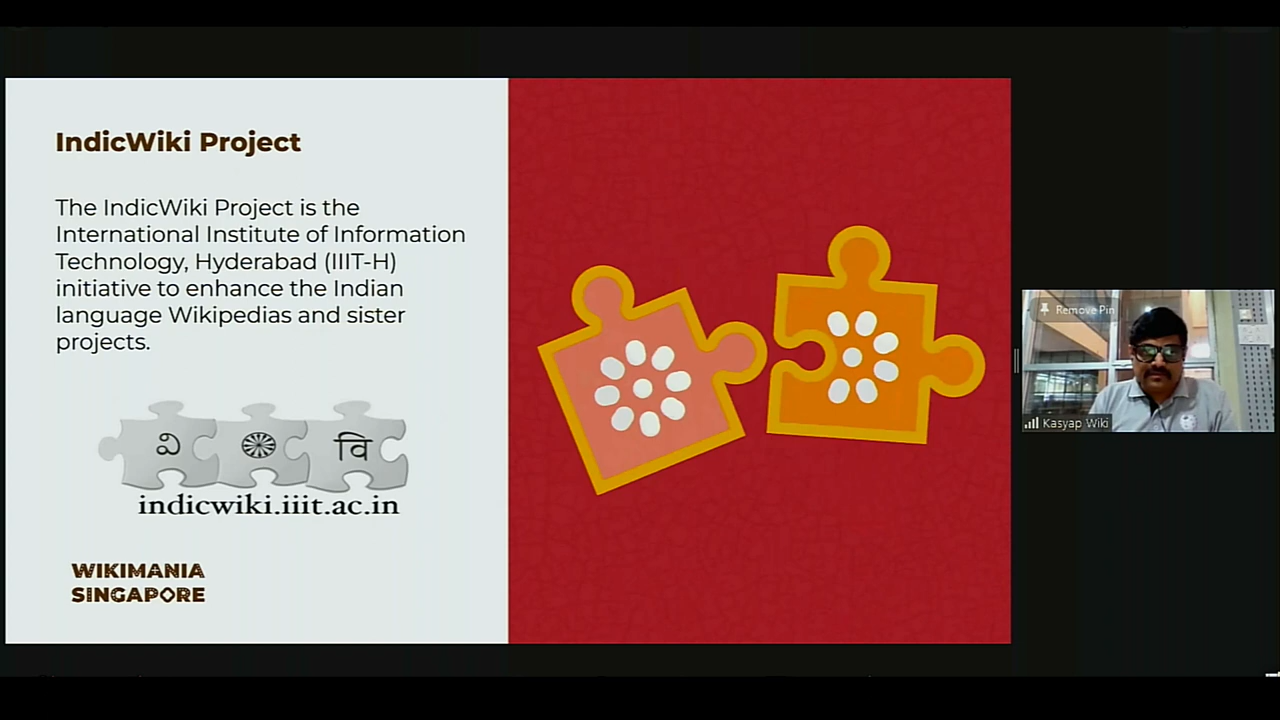 IndicWiki Project
The IndicWiki Project is the
International Institute of Information
Technology, Hyderabad (IIIT-H)
initiative to enhance the Indian
language Wikipedias and sister
projects.
వి वि
indicwiki.iiit.ac.in
WIKIMANIA
SINGAPORE
Remove Pin
Kasyap Wiki